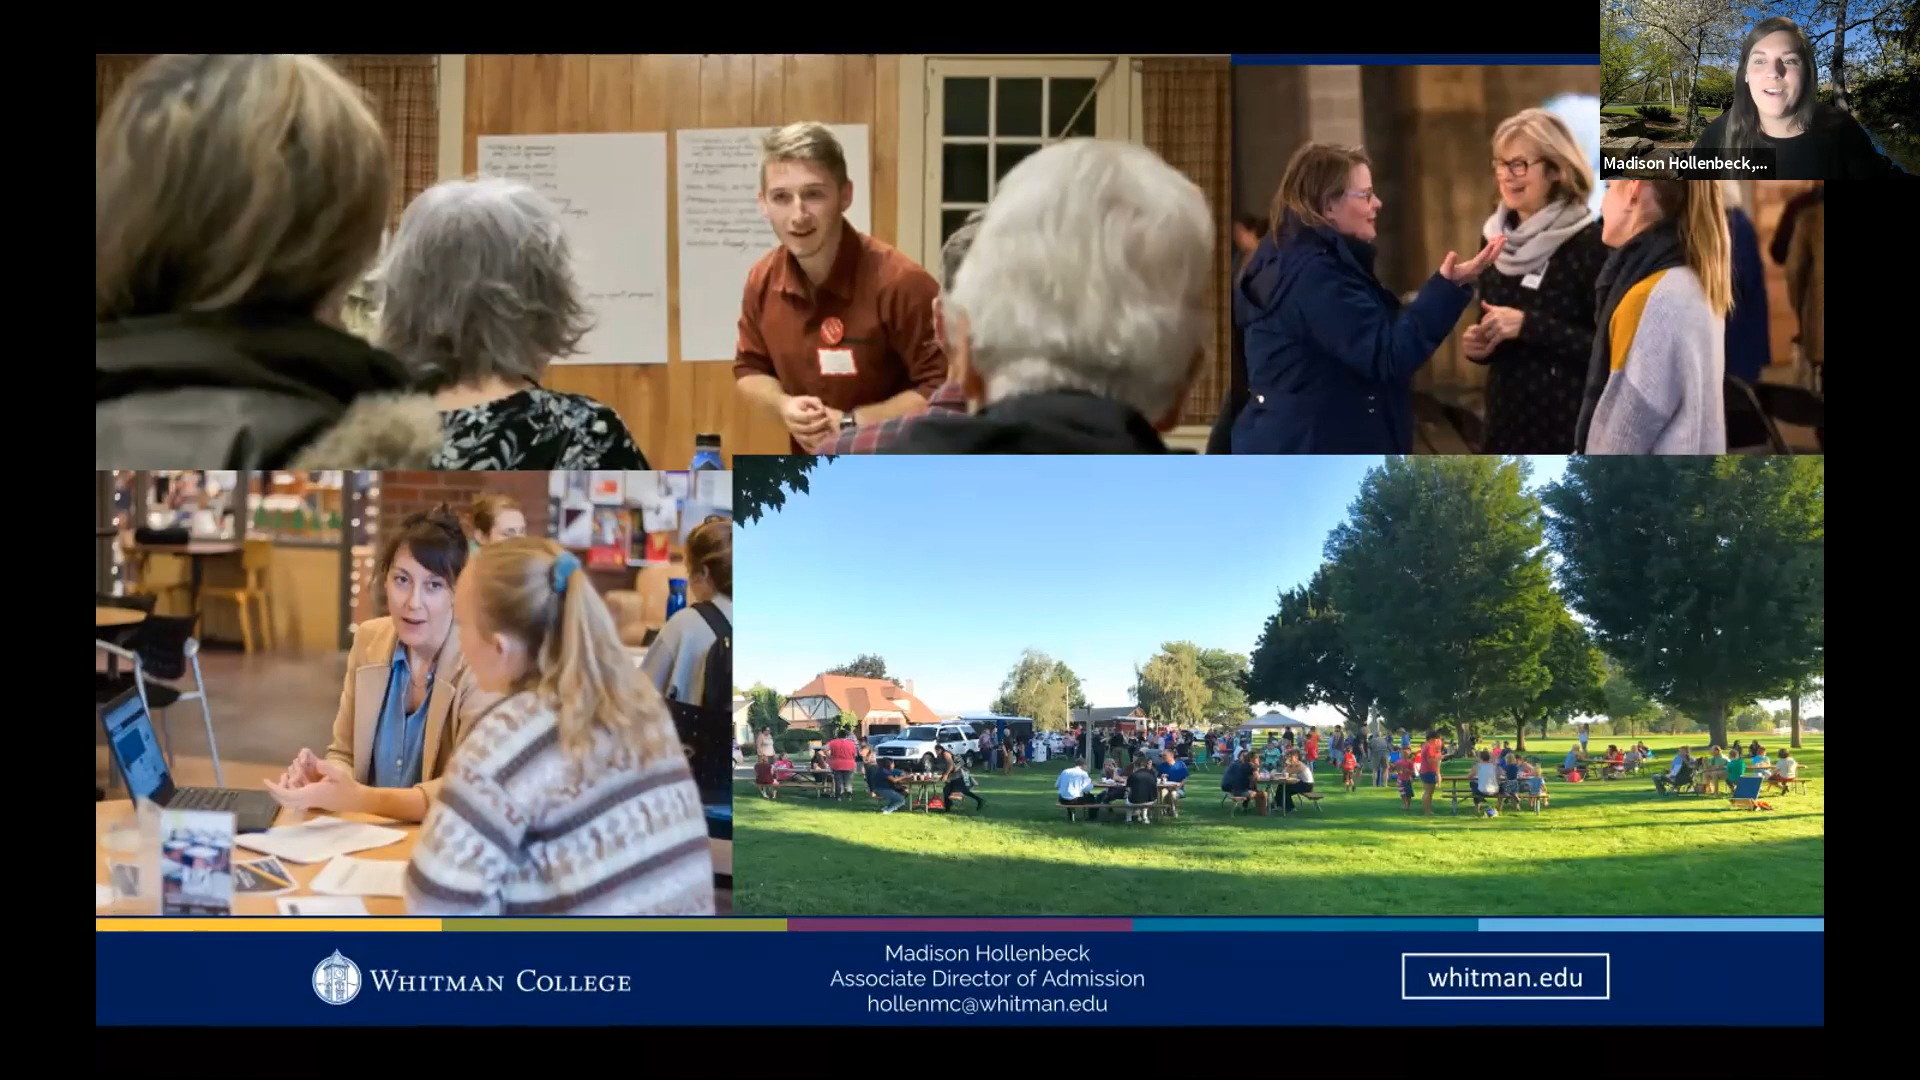 Madison Hollenbeck,...
WHITMAN COLLEGE
Madison Hollenbeck
Associate Director of Admission
hollenmc@whitman.edu
whitman.edu